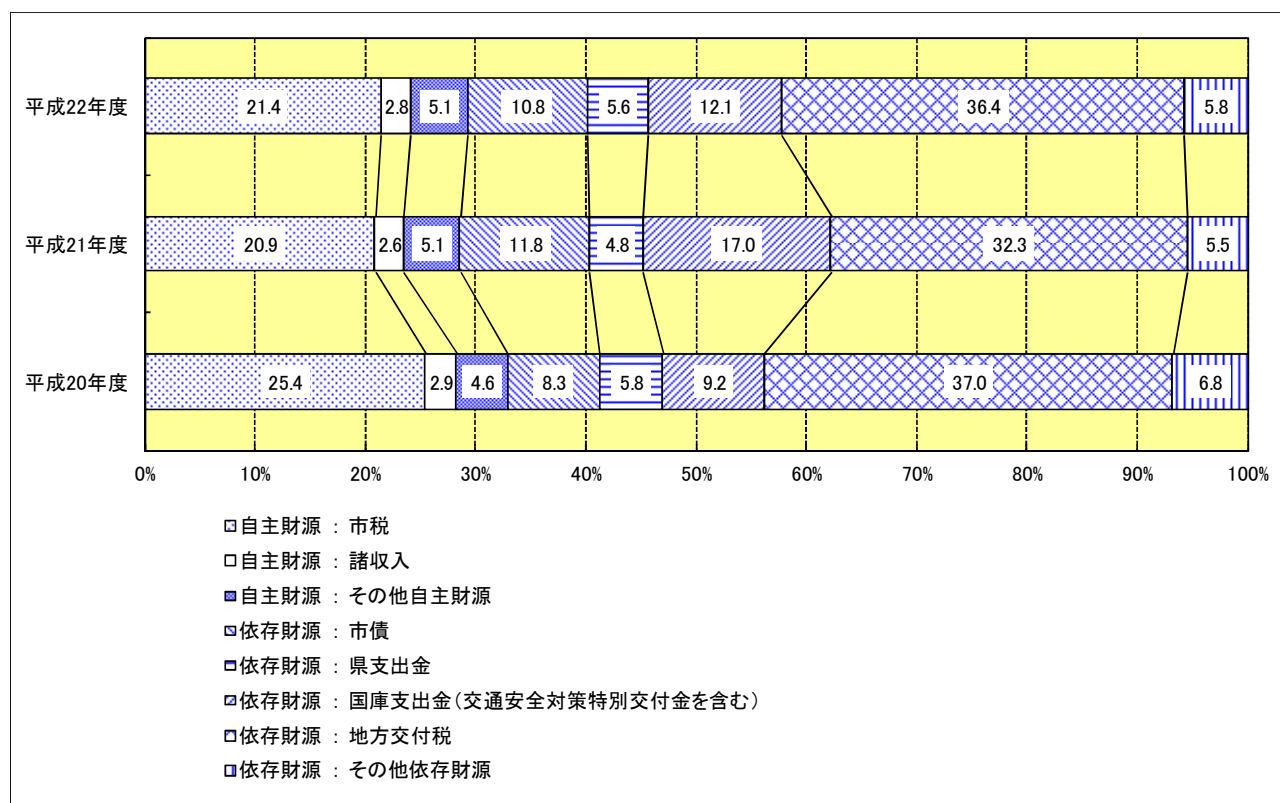 平成22年度
21.4 2.8 5.1 10.8 5.6 12.1 36.4 5.8
平成21年度
20.9 2.6 5.1 11.8 4.8 17.0 32.3 5.5
平成20年度
25.4 2.9 4.6 8.3 5.8 9.2 37.0 6.8
0% 10% 20% 30% 40% 50% 60% 70% 80% 90% 100%
自主財源 : 市税
自主財源 : 諸収入
自主財源 : その他自主財源
依存財源 : 市債
依存財源 : 県支出金
依存財源 : 国庫支出金(交通安全対策特別交付金を含む)
依存財源 : 地方交付税
依存財源 : その他依存財源